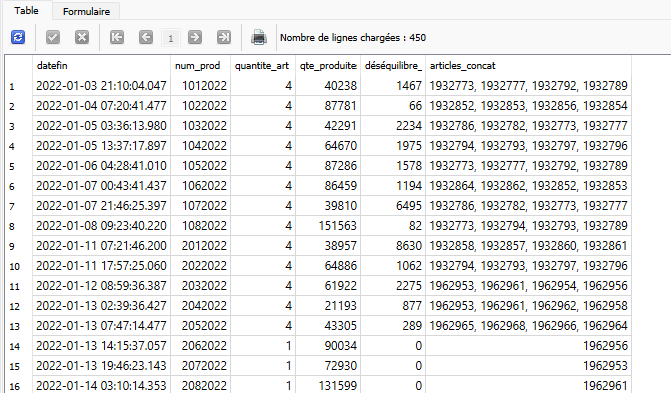 Table Formulaire
1 Nombre de lignes chargées : 450
datefin num_prod quantite_art qte_produite déséquilibre_ articles_concat
1 2022-01-03 21:10:04.047 1012022 4 40238 1467 1932773, 1932777, 1932792, 1932789
2 2022-01-04 07:20:41.477 1022022 4 87781 66 1932852, 1932853, 1932856, 1932854
3 2022-01-05 03:36:13.980 1032022 4 42291 2234 1932786, 1932782, 1932773, 1932777
4 2022-01-05 13:37:17.897 1042022 4 64670 1975 1932794, 1932793, 1932797, 1932796
5 2022-01-06 04:28:41.010 1052022 4 87286 1578 1932773, 1932777, 1932792, 1932789
6 2022-01-07 00:43:41.437 1062022 4 86459 1194 1932864, 1932862, 1932852, 1932853
7 2022-01-07 21:46:25.397 1072022 4 39810 6495 1932786, 1932782, 1932773, 1932777
8 2022-01-08 09:23:40.220 1082022 4 151563 82 1932773, 1932794, 1932793, 1932789
9 2022-01-11 07:21:46.200 2012022 4 38957 8630 1932858, 1932857, 1932860, 1932861
10 2022-01-11 17:57:25.060 2022022 4 64886 1062 1932794, 1932793, 1932797, 1932796
11 2022-01-12 08:59:36.387 2032022 4 61922 2275 1962953, 1962961, 1962954, 1962956
12 2022-01-13 02:39:36.427 2042022 4 21193 877 1962953, 1962961, 1962962, 1962958
13 2022-01-13 07:47:14.477 2052022 4 43305 289 1962965, 1962968, 1962966, 1962964
14 2022-01-13 14:15:37.057 2062022 1 90034 0 1962956
15 2022-01-13 19:46:23.143 2072022 1 72930 0 1962953
16 2022-01-14 03:10:14.353 2082022 1 131599 0 1962961